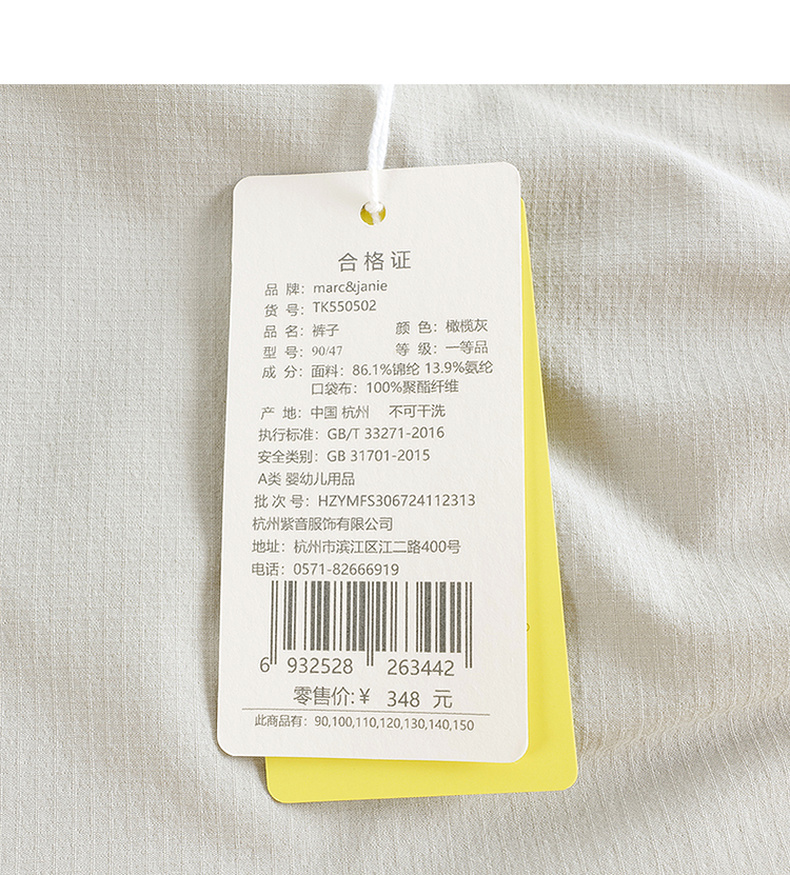 合格证
品 牌：marc&janie
货 号：TK550502
品 名：裤子 颜 色：橄榄灰
型 号：90/47 等 级：一等品
成 分：面料：86.1%锦纶 13.9%氨纶
口袋布：100%聚酯纤维
产 地：中国 杭州 不可干洗
执行标准：GB/T 33271-2016
安全类别：GB 31701-2015
A类 婴幼儿用品
批 次 号：HZYMFS306724112313
杭州紫音服饰有限公司
地址：杭州市滨江区江二路400号
电话：0571-82666919
6 932528 263442
零售价:¥ 348 元
此商品有：90,100,110,120,130,140,150